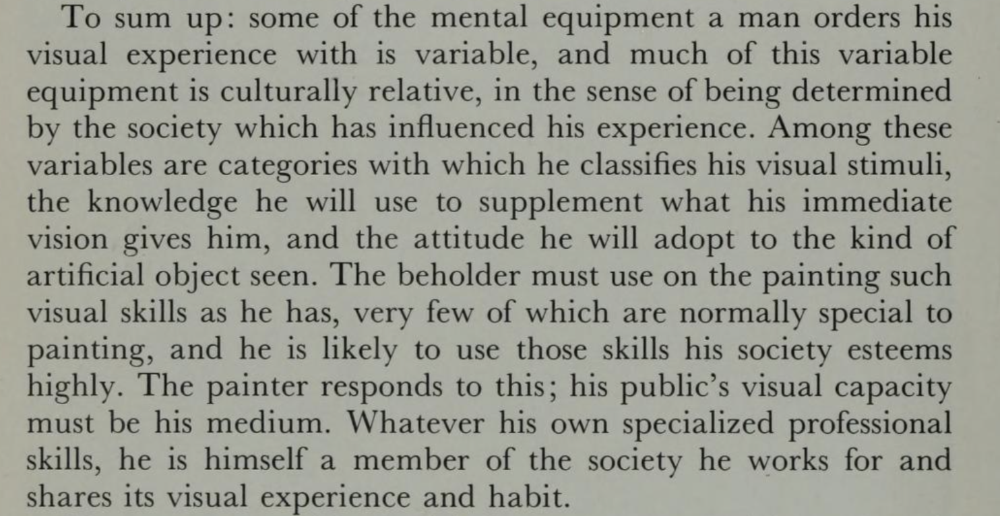 To sum up: some of the mental equipment a man orders his
visual experience with is variable, and much of this variable
equipment is culturally relative, in the sense of being determined
by the society which has influenced his experience. Among these
variables are categories with which he classifies his visual stimuli,
the knowledge he will use to supplement what his immediate
vision gives him, and the attitude he will adopt to the kind of
artificial object seen. The beholder must use on the painting such
visual skills as he has, very few of which are normally special to
painting, and he is likely to use those skills his society esteems
highly. The painter responds to this; his public's visual capacity
must be his medium. Whatever his own specialized professional
skills, he is himself a member of the society he works for and
shares its visual experience and habit.